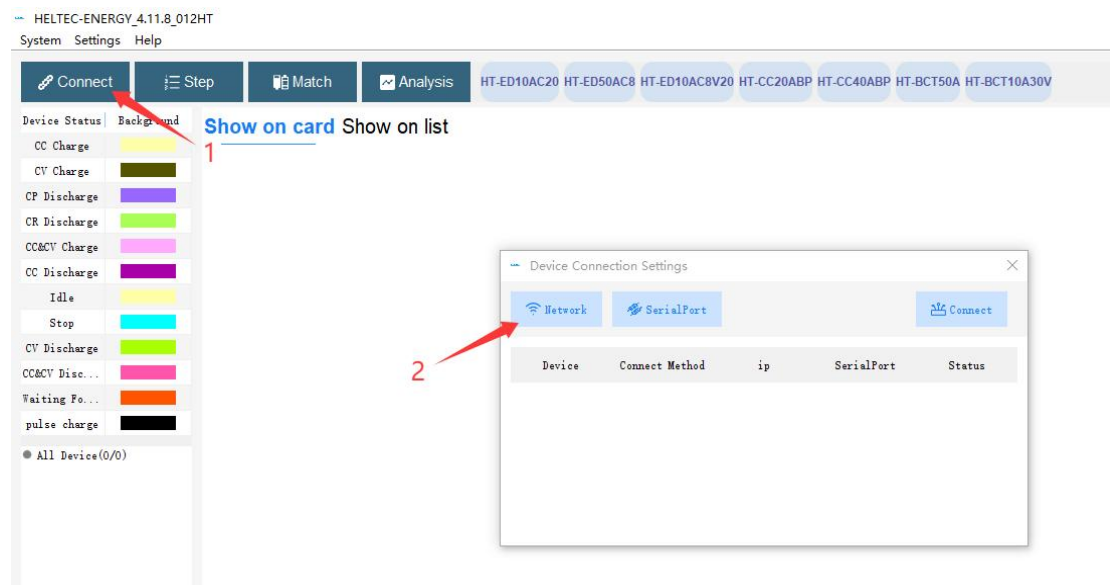 HELTEC-ENERGY_4.11.8_012HT
System Settings Help
Connect Step Match Analysis HT-ED10AC20 HT-ED50AC8 HT-ED10AC8V20 HT-CC20ABP HT-CC40ABP HT-BCT50A HT-BCT10A30V
Device Status Background
Show on card Show on list
1
CC Charge
CV Charge
CP Discharge
CR Discharge
CC&CV Charge
CC Discharge
Idle
Stop
CV Discharge
CC&CV Disc...
Waiting Fo...
pulse charge
All Device(0/0)
Device Connection Settings
Network SerialPort Connect
2
Device Connect Method ip SerialPort Status